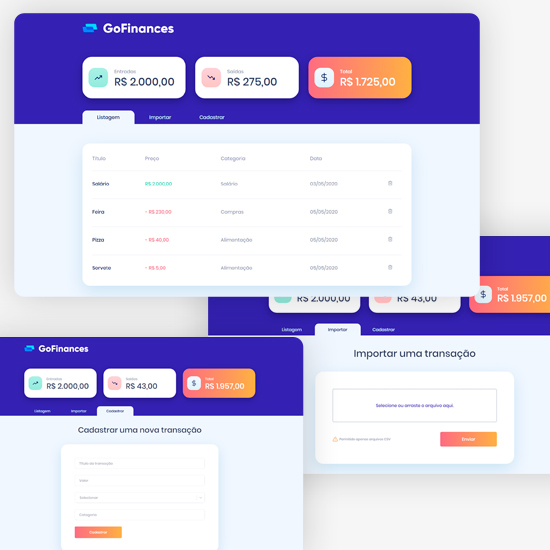 GoFinances
Entradas
R$ 2.000,00
Saídas
R$ 275,00
Total
R$ 1.725,00
Listagem Importar Cadastrar
Título Preço Categoria Data
Salário R$ 2.000,00 Salário 03/05/2020
Feira - R$ 230,00 Compras 05/05/2020
Pizza - R$ 40,00 Alimentação 05/05/2020
Sorvete - R$ 5,00 Alimentação 05/05/2020
R$ 2.000,00
R$ 43,00
Total
R$ 1.957,00
Listagem Importar Cadastrar
Importar uma transação
Selecione ou arraste o arquivo aqui.
Permitido apenas arquivos CSV
Enviar
GoFinances
Entradas
R$ 2.000,00
Saídas
R$ 43,00
Total
R$ 1.957,00
Listagem Importar Cadastrar
Cadastrar uma nova transação
Título da transação
Valor
Selecionar
Categoria
Cadastrar